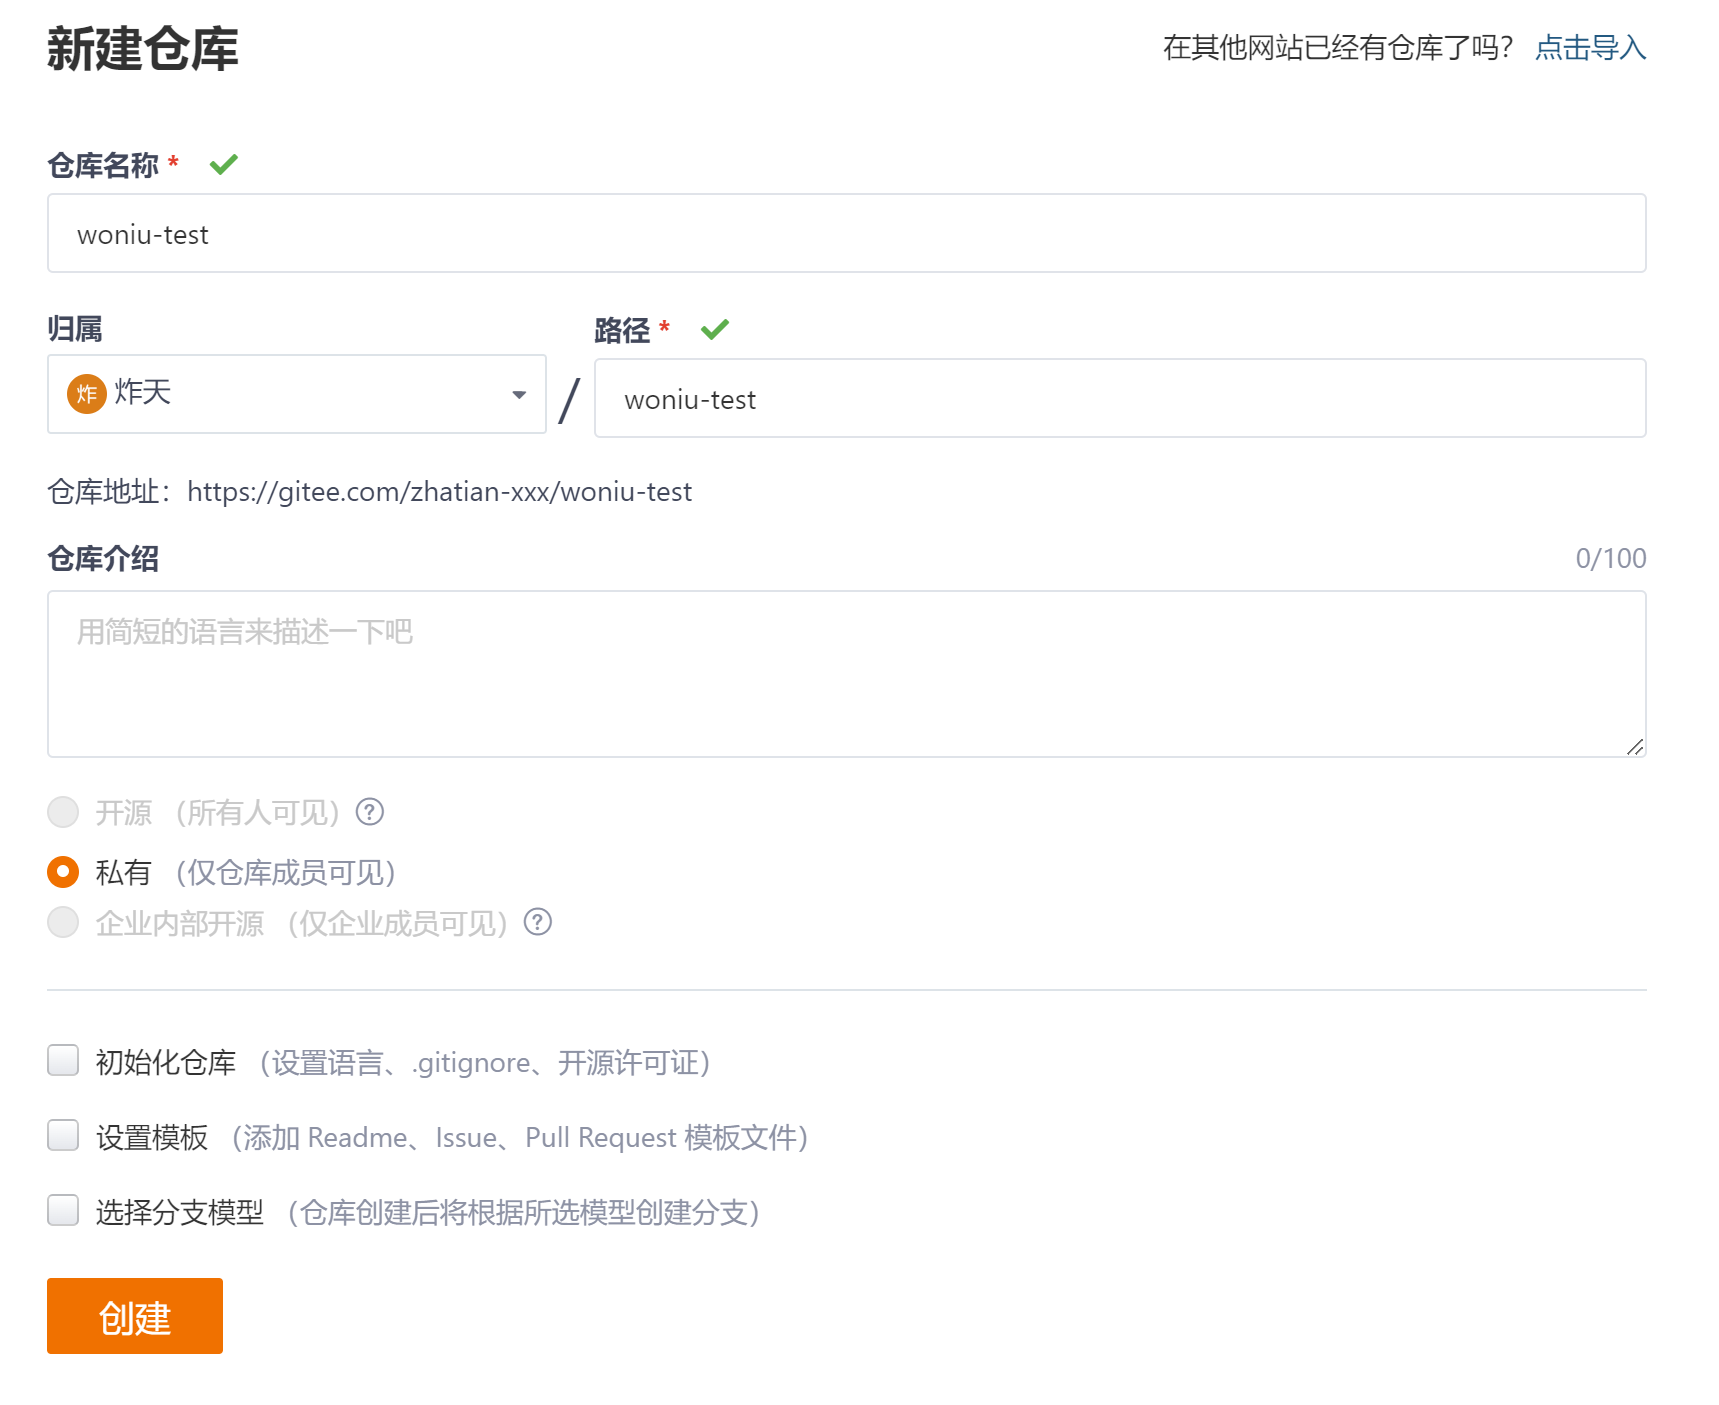 新建仓库
在其他网站已经有仓库了吗? 点击导入
仓库名称 *
woniu-test
归属
路径 *
炸 炸天
/
woniu-test
仓库地址：https://gitee.com/zhatian-xxx/woniu-test
仓库介绍
0/100
用简短的语言来描述一下吧
开源 （所有人可见） ?
私有 （仅仓库成员可见）
企业内部开源 （仅企业成员可见） ?
初始化仓库 （设置语言、.gitignore、开源许可证）
设置模板 （添加 Readme、Issue、Pull Request 模板文件）
选择分支模型 （仓库创建后将根据所选模型创建分支）
创建